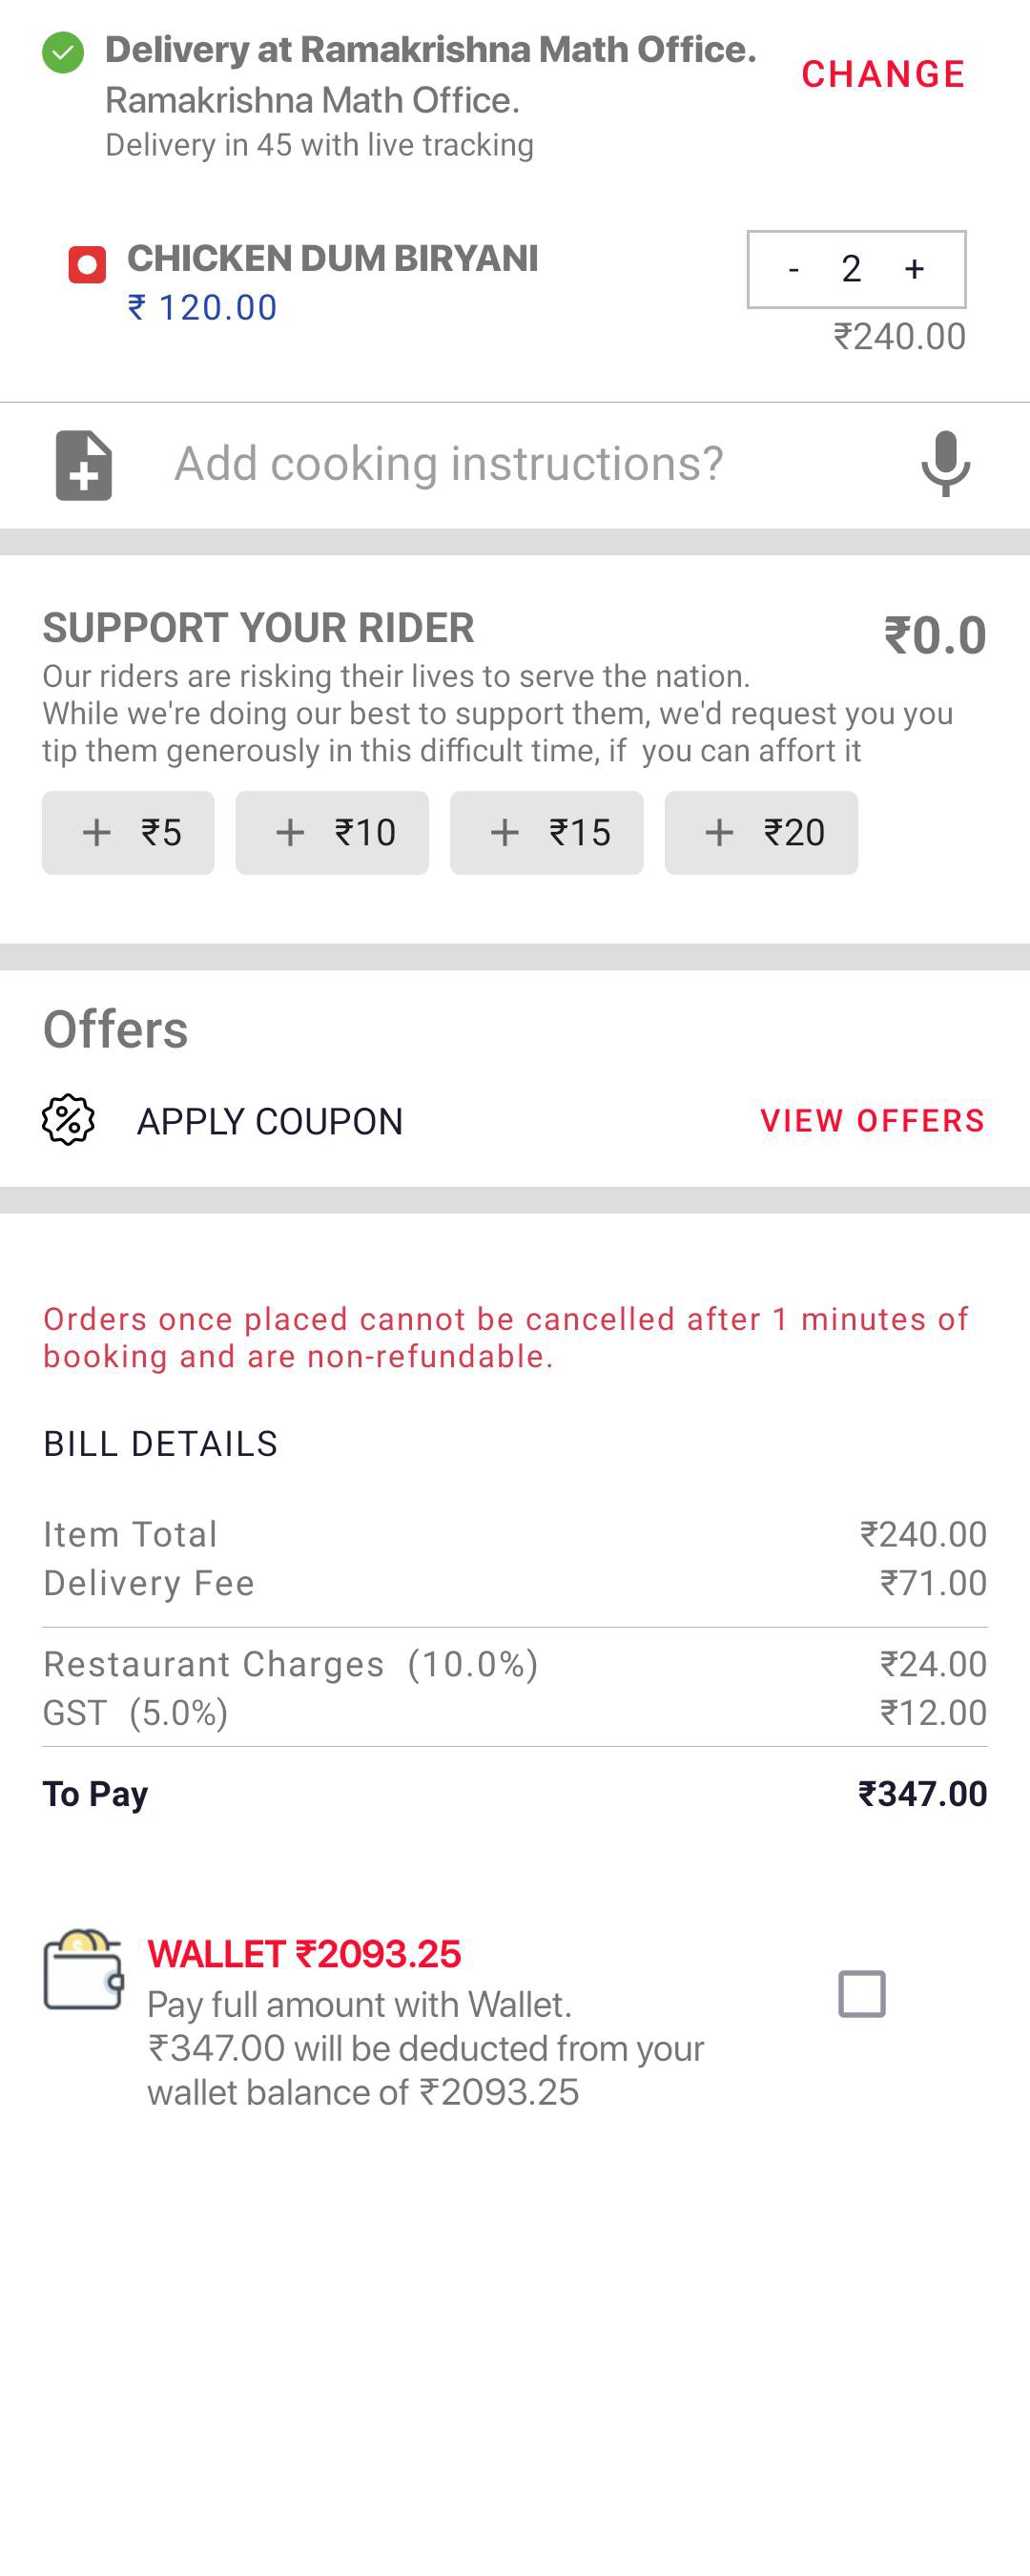 Delivery at Ramakrishna Math Office.
CHANGE
Ramakrishna Math Office.
Delivery in 45 with live tracking
CHICKEN DUM BIRYANI
- 2 +
₹ 120.00
₹240.00
Add cooking instructions?
SUPPORT YOUR RIDER
₹0.0
Our riders are risking their lives to serve the nation.
While we're doing our best to support them, we'd request you you
tip them generously in this difficult time, if  you can affort it
+ ₹5 + ₹10 + ₹15 + ₹20
Offers
APPLY COUPON
VIEW OFFERS
Orders once placed cannot be cancelled after 1 minutes of
booking and are non-refundable.
BILL DETAILS
Item Total ₹240.00
Delivery Fee ₹71.00
Restaurant Charges (10.0%) ₹24.00
GST (5.0%) ₹12.00
To Pay ₹347.00
WALLET ₹2093.25
Pay full amount with Wallet.
₹347.00 will be deducted from your
wallet balance of ₹2093.25